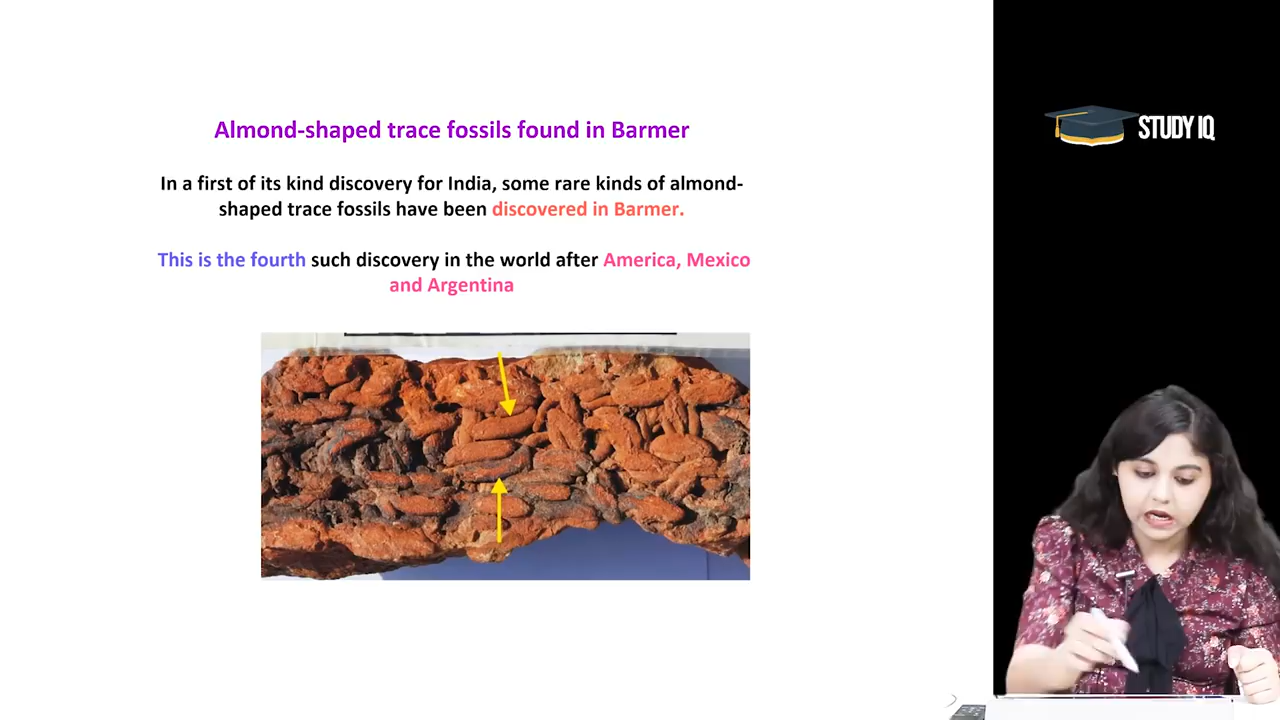 Almond-shaped trace fossils found in Barmer
In a first of its kind discovery for India, some rare kinds of almond-
shaped trace fossils have been discovered in Barmer.
This is the fourth such discovery in the world after America, Mexico
and Argentina
STUDY IQ